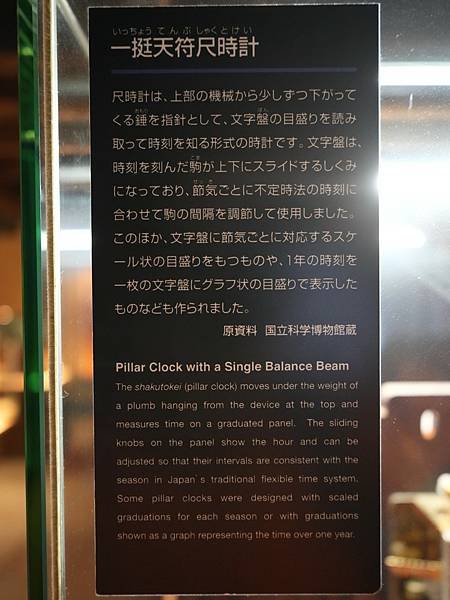 いっちょうてんぷしゃくとけい
一挺天符尺時計
尺時計は、上部の機械から少しずつ下がって
くる錘を指針として、文字盤の目盛りを読み
取って時刻を知る形式の時計です。文字盤は、
時刻を刻んだ駒が上下にスライドするしくみ
になっており、節気ごとに不定時法の時刻に
合わせて駒の間隔を調節して使用しました。
このほか、文字盤に節気ごとに対応するスケ
ール状の目盛りをもつものや、1年の時刻を
一枚の文字盤にグラフ状の目盛りで表示した
ものなども作られました。
原資料 国立科学博物館蔵
Pillar Clock with a Single Balance Beam
The shakutokei (pillar clock) moves under the weight of
a plumb hanging from the device at the top and
measures time on a graduated panel. The sliding
knobs on the panel show the hour and can be
adjusted so that their intervals are consistent with the
season in Japan's traditional flexible time system.
Some pillar clocks were designed with scaled
graduations for each season or with graduations
shown as a graph representing the time over one year.